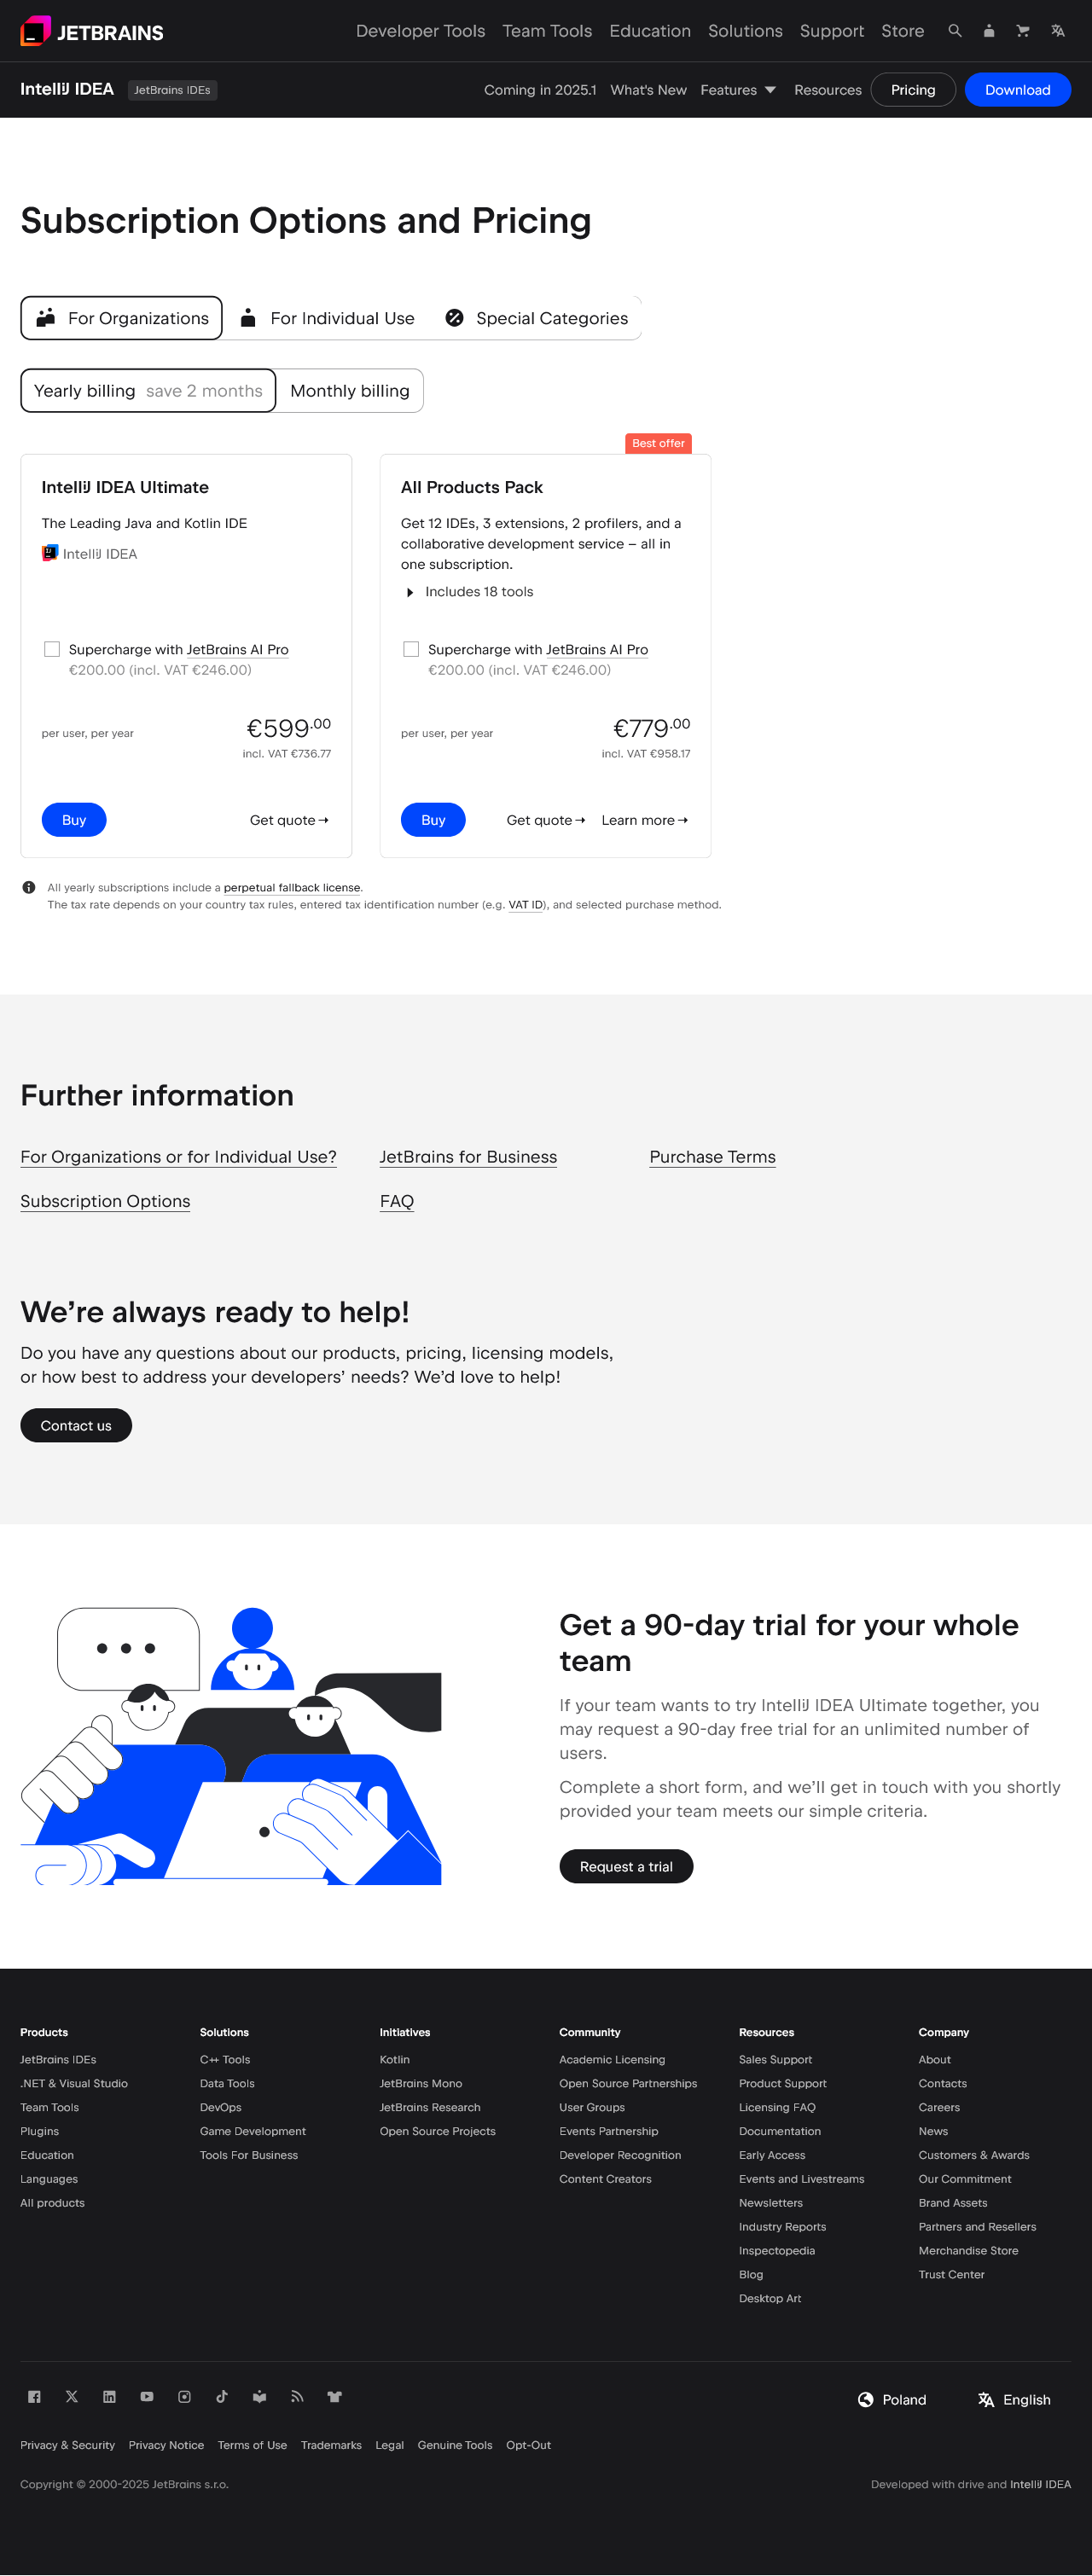 JETBRAINS
Developer Tools Team Tools Education Solutions Support Store
IntelliJ IDEA JetBrains IDEs
Coming in 2025.1 What's New Features Resources Pricing Download
Subscription Options and Pricing
For Organizations For Individual Use Special Categories
Yearly billing save 2 months Monthly billing
IntelliJ IDEA Ultimate
The Leading Java and Kotlin IDE
IntelliJ IDEA
Supercharge with JetBrains AI Pro
€200.00 (incl. VAT €246.00)
per user, per year €599.00
incl. VAT €736.77
Buy Get quote
Best offer
All Products Pack
Get 12 IDEs, 3 extensions, 2 profilers, and a
collaborative development service – all in
one subscription.
Includes 18 tools
Supercharge with JetBrains AI Pro
€200.00 (incl. VAT €246.00)
per user, per year €779.00
incl. VAT €958.17
Buy Get quote Learn more
All yearly subscriptions include a perpetual fallback license.
The tax rate depends on your country tax rules, entered tax identification number (e.g. VAT ID), and selected purchase method.
Further information
For Organizations or for Individual Use? JetBrains for Business Purchase Terms
Subscription Options FAQ
We’re always ready to help!
Do you have any questions about our products, pricing, licensing models,
or how best to address your developers’ needs? We’d love to help!
Contact us
Get a 90-day trial for your whole
team
If your team wants to try IntelliJ IDEA Ultimate together, you
may request a 90-day free trial for an unlimited number of
users.
Complete a short form, and we’ll get in touch with you shortly
provided your team meets our simple criteria.
Request a trial
Products
JetBrains IDEs
.NET & Visual Studio
Team Tools
Plugins
Education
Languages
All products
Solutions
C++ Tools
Data Tools
DevOps
Game Development
Tools For Business
Initiatives
Kotlin
JetBrains Mono
JetBrains Research
Open Source Projects
Community
Academic Licensing
Open Source Partnerships
User Groups
Events Partnership
Developer Recognition
Content Creators
Resources
Sales Support
Product Support
Licensing FAQ
Documentation
Early Access
Events and Livestreams
Newsletters
Industry Reports
Inspectopedia
Blog
Desktop Art
Company
About
Contacts
Careers
News
Customers & Awards
Our Commitment
Brand Assets
Partners and Resellers
Merchandise Store
Trust Center
Poland English
Privacy & Security Privacy Notice Terms of Use Trademarks Legal Genuine Tools Opt-Out
Copyright © 2000-2025 JetBrains s.r.o. Developed with drive and IntelliJ IDEA